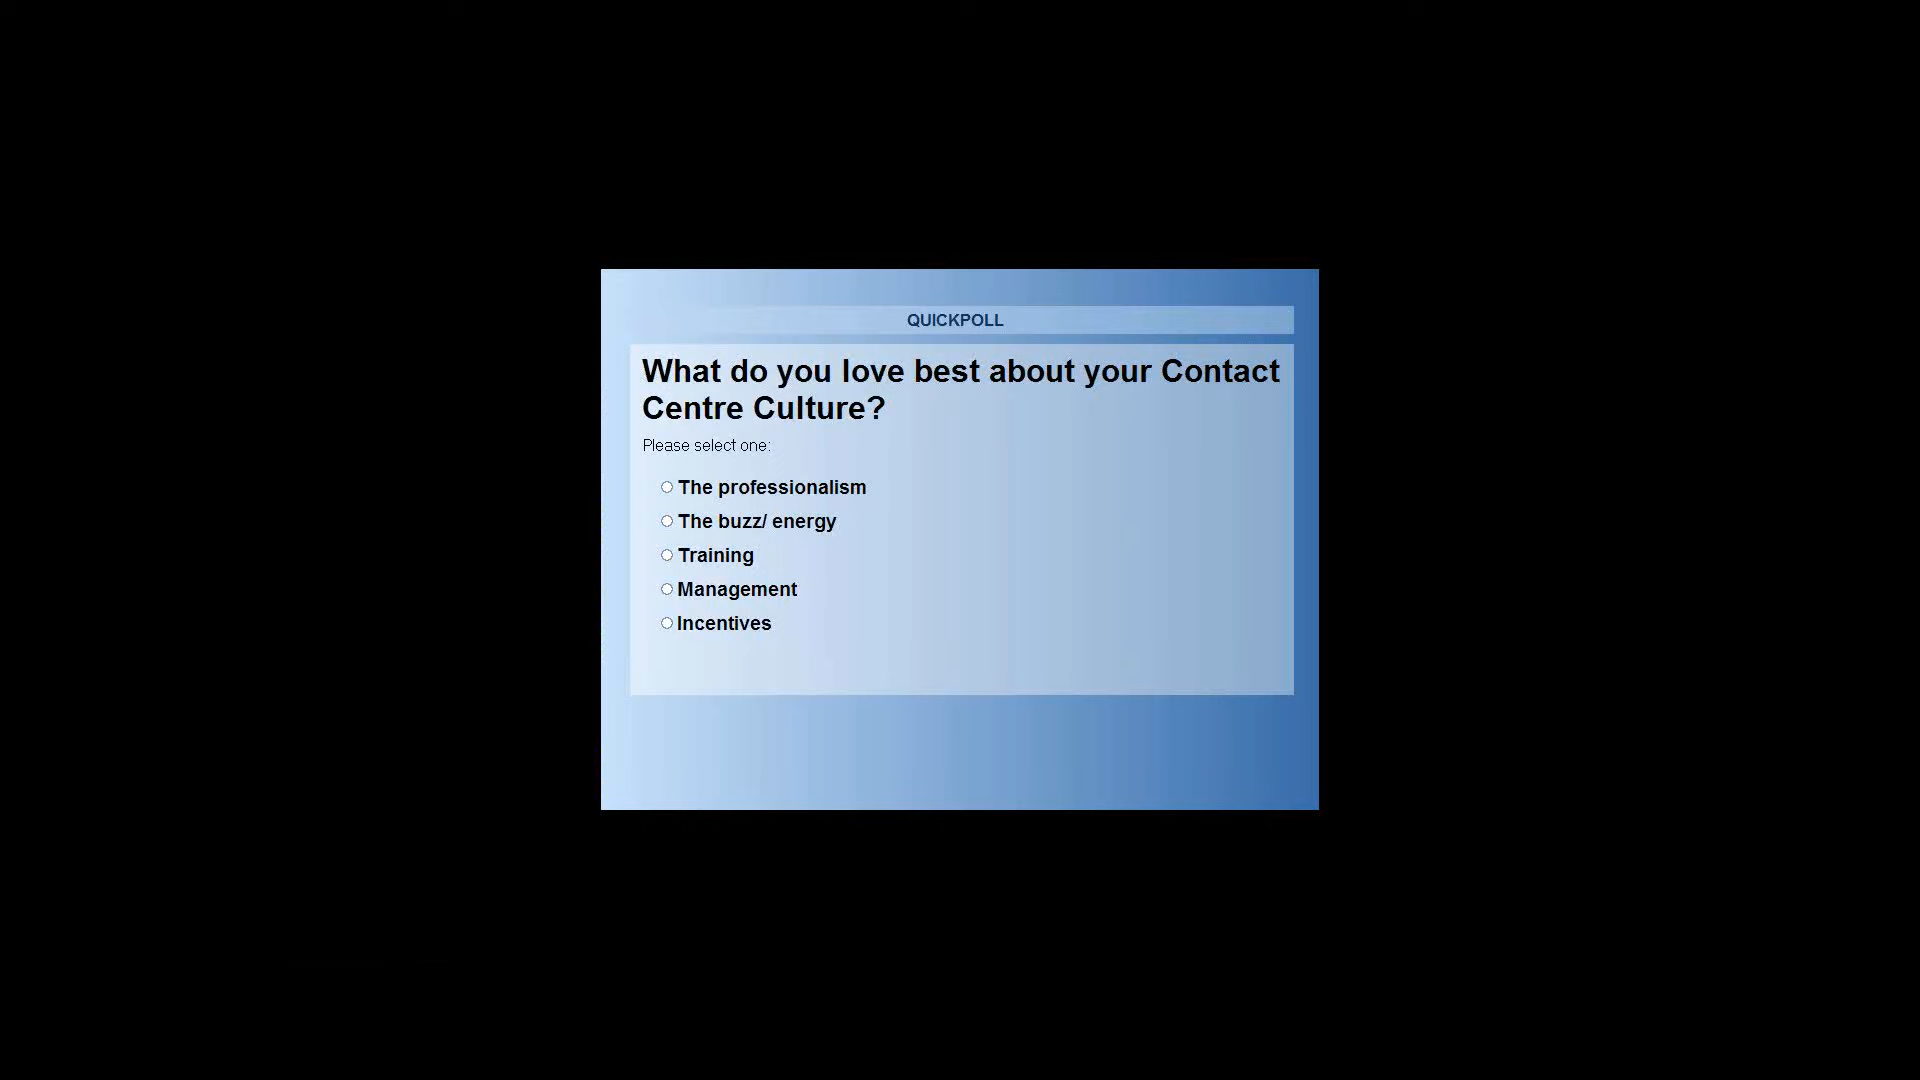 QUICKPOLL
What do you love best about your Contact
Centre Culture?
Please select one:
The professionalism
The buzz/ energy
Training
Management
Incentives